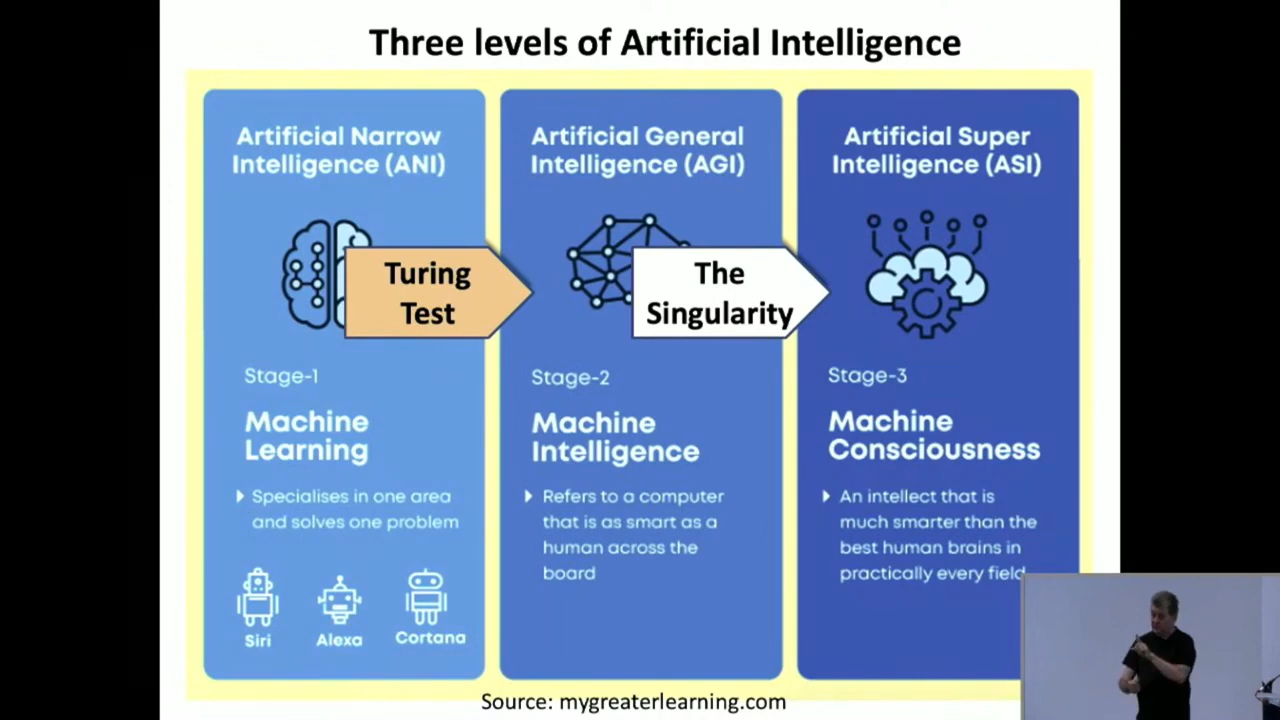 Three levels of Artificial Intelligence
Artificial Narrow
Intelligence (ANI)
Turing
Test
Stage-1
Machine
Learning
Specialises in one area
and solves one problem
Siri
Alexa
Cortana
Artificial General
Intelligence (AGI)
The
Singularity
Stage-2
Machine
Intelligence
Refers to a computer
that is as smart as a
human across the
board
Artificial Super
Intelligence (ASI)
Stage-3
Machine
Consciousness
An intellect that is
much smarter than the
best human brains in
practically every field
Source: mygreaterlearning.com